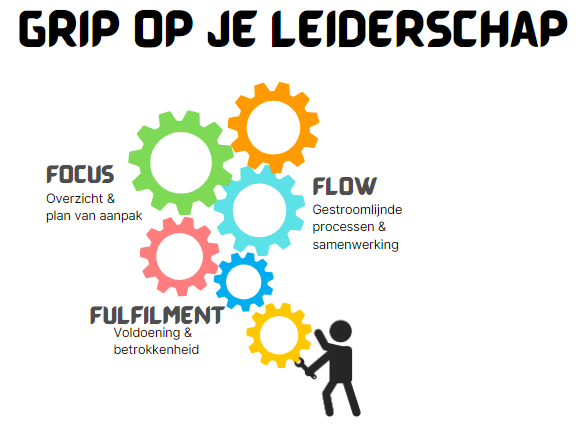 GRIP OP JE LEIDERSCHAP
FOCUS
Overzicht &
plan van aanpak
FLOW
Gestroomlijnde
processen &
samenwerking
FULFILMENT
Voldoening &
betrokkenheid